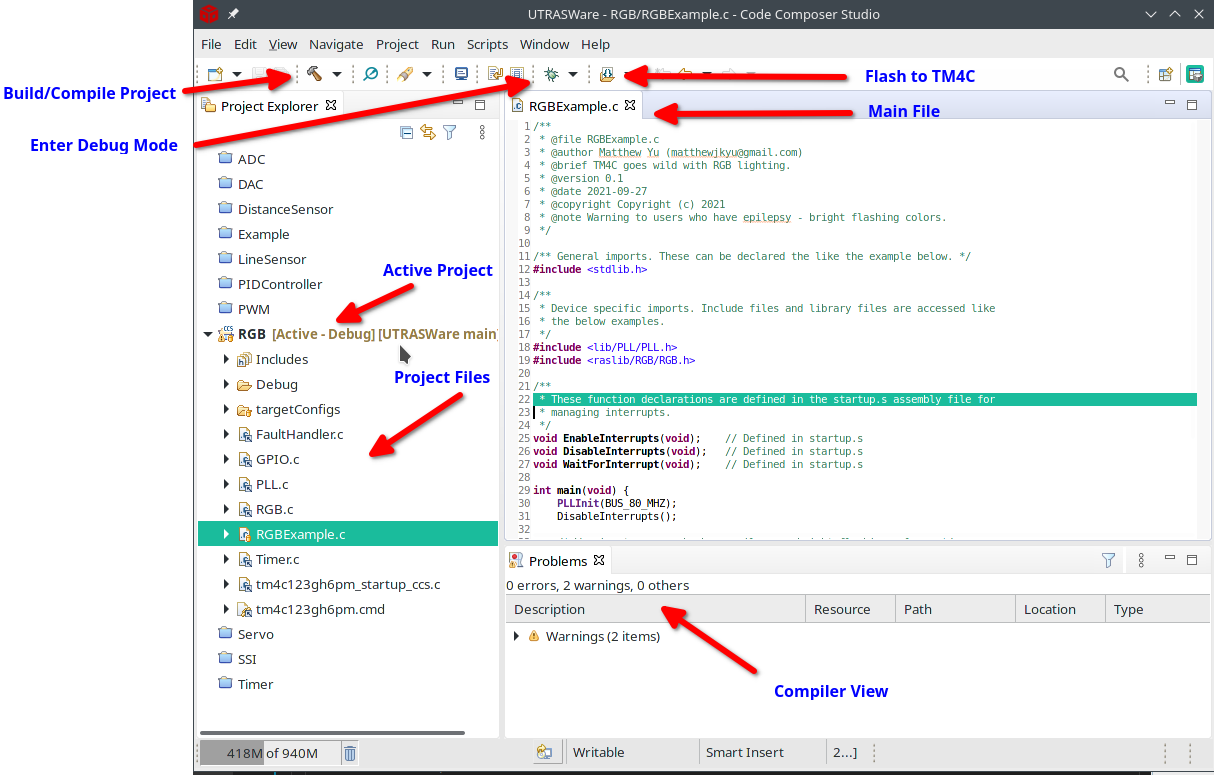 UTRASWare - RGB/RGBExample.c - Code Composer Studio
File Edit View Navigate Project Run Scripts Window Help
Build/Compile Project
Flash to TM4C
Enter Debug Mode
Main File
Project Explorer
ADC
DAC
DistanceSensor
Example
LineSensor
PIDController
PWM
Active Project
RGB [Active - Debug] [UTRASWare main]
Includes
Debug
Project Files
targetConfigs
FaultHandler.c
GPIO.c
PLL.c
RGB.c
RGBExample.c
Timer.c
tm4c123gh6pm_startup_ccs.c
tm4c123gh6pm.cmd
Servo
SSI
Timer
RGBExample.c
1 /**
2 * @file RGBExample.c
3 * @author Matthew Yu (matthewjkyu@gmail.com)
4 * @brief TM4C goes wild with RGB lighting.
5 * @version 0.1
6 * @date 2021-09-27
7 * @copyright Copyright (c) 2021
8 * @note Warning to users who have epilepsy - bright flashing colors.
9 */
10
11 /** General imports. These can be declared the like the example below. */
12 #include <stdlib.h>
13
14 /**
15 * Device specific imports. Include files and library files are accessed like
16 * the below examples.
17 */
18 #include <lib/PLL/PLL.h>
19 #include <raslib/RGB/RGB.h>
20
21 /**
22 * These function declarations are defined in the startup.s assembly file for
23 * managing interrupts.
24 */
25 void EnableInterrupts(void); // Defined in startup.s
26 void DisableInterrupts(void); // Defined in startup.s
27 void WaitForInterrupt(void); // Defined in startup.s
28
29 int main(void) {
30 PLLInit(BUS_80_MHZ);
31 DisableInterrupts();
32
Problems
0 errors, 2 warnings, 0 others
Description Resource Path Location Type
Warnings (2 items)
Compiler View
418M of 940M
Writable
Smart Insert
2...]